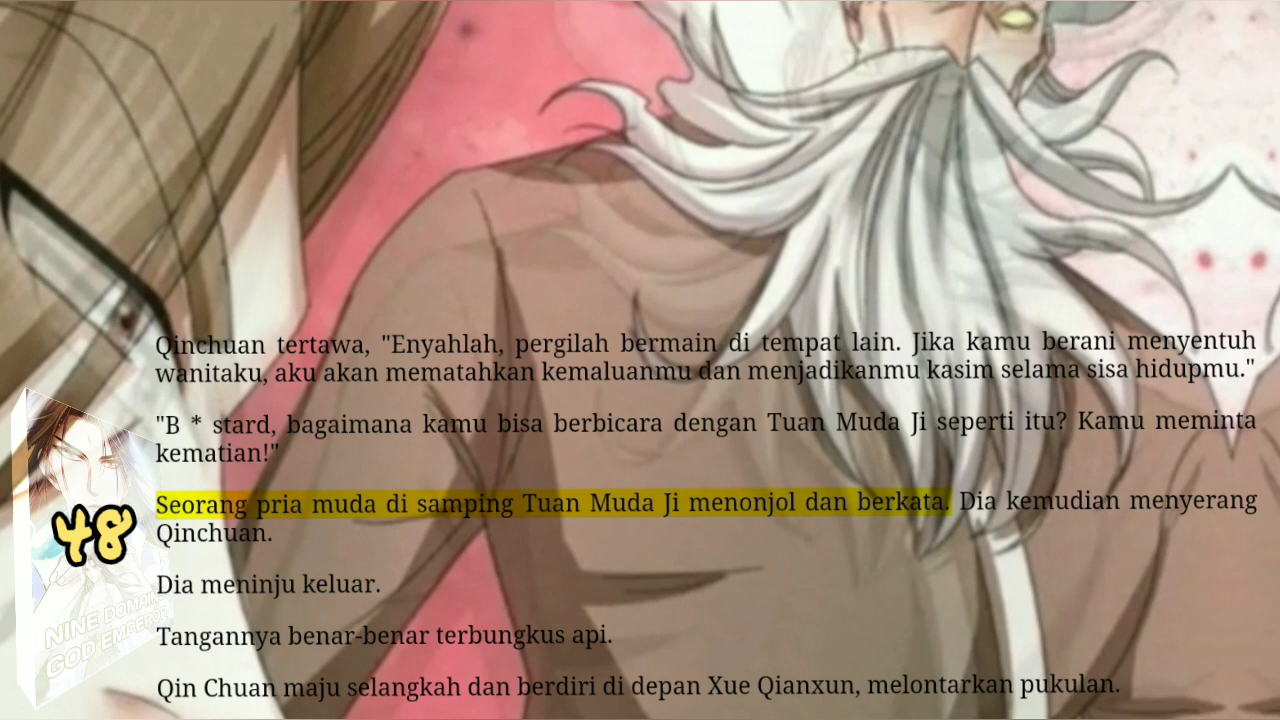 Qinchuan tertawa, "Enyahlah, pergilah bermain di tempat lain. Jika kamu berani menyentuh
wanitaku, aku akan mematahkan kemaluanmu dan menjadikanmu kasim selama sisa hidupmu."
"B * stard, bagaimana kamu bisa berbicara dengan Tuan Muda Ji seperti itu? Kamu meminta
kematian!"
Seorang pria muda di samping Tuan Muda Ji menonjol dan berkata. Dia kemudian menyerang
Qinchuan.
Dia meninju keluar.
Tangannya benar-benar terbungkus api.
Qin Chuan maju selangkah dan berdiri di depan Xue Qianxun, melontarkan pukulan.
48
NINE DOMAIN
GOD EMPEROR